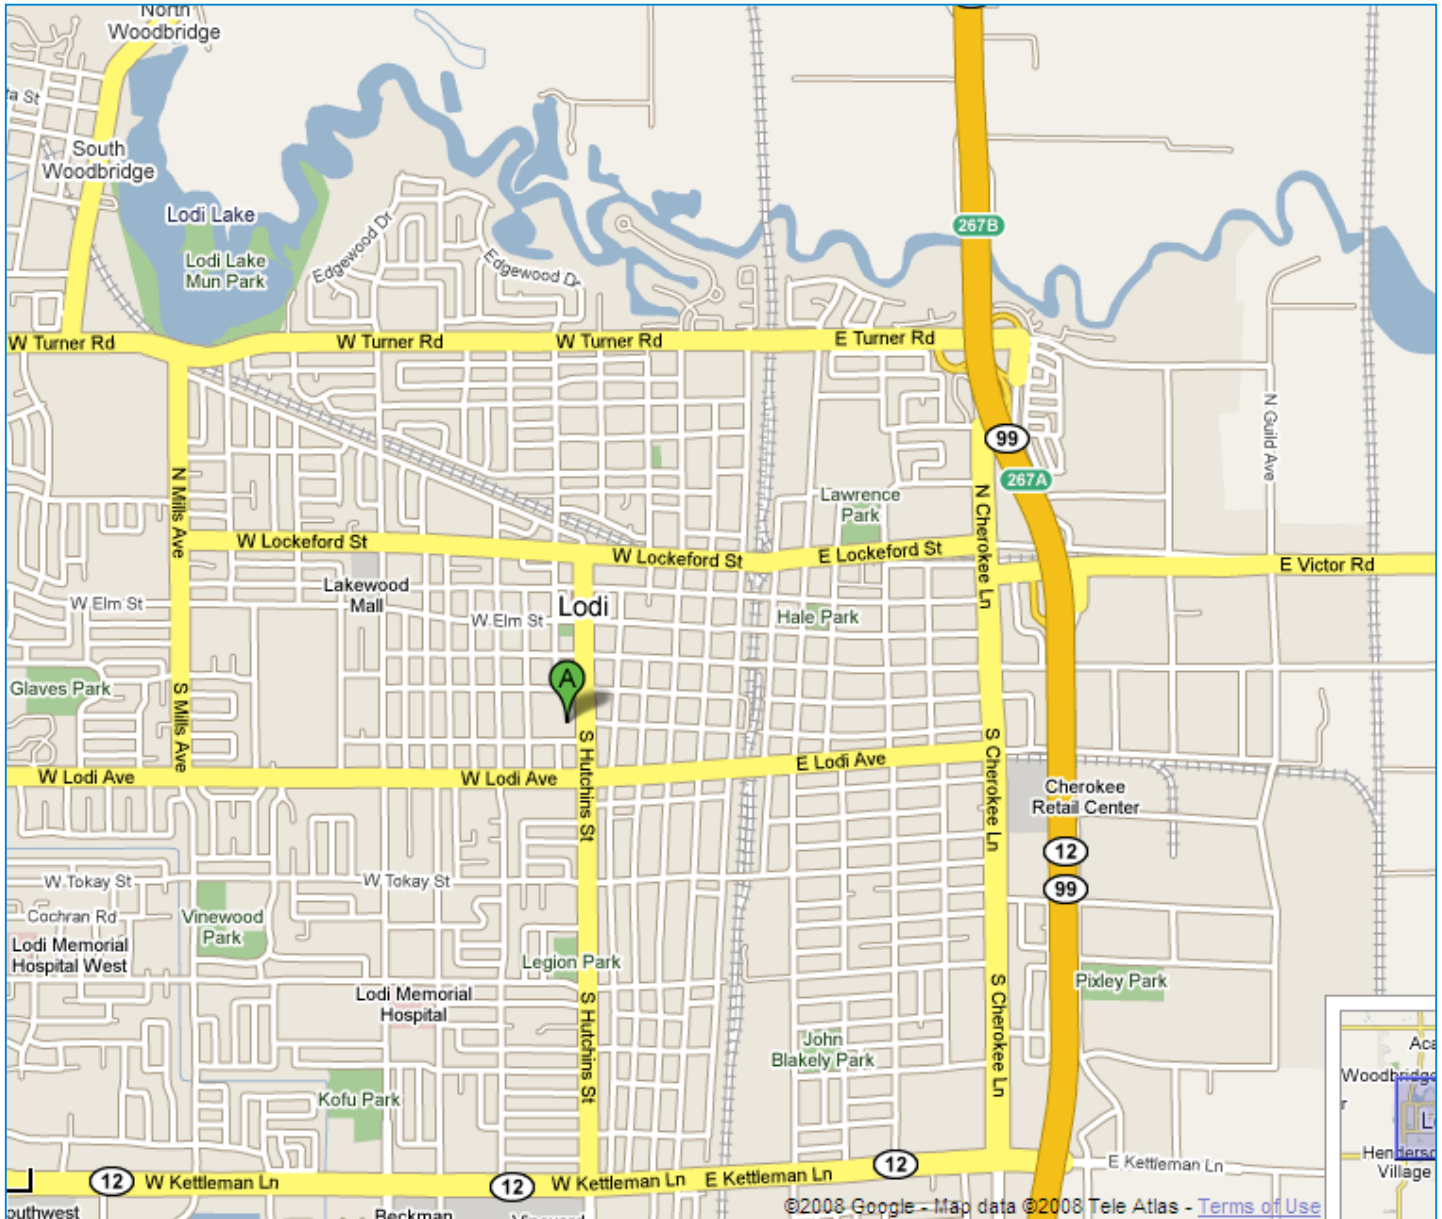 North
Woodbridge
ta St
South
Woodbridge
Lodi Lake
Lodi Lake
Mun Park
Edgewood Dr
Edgewood Dr
267B
W Turner Rd
W Turner Rd
W Turner Rd
E Turner Rd
N Guild Ave
99
267A
N Mills Ave
Lawrence
Park
N Cherokee Ln
W Lockeford St
W Lockeford St
E Lockeford St
E Victor Rd
Lakewood
Mall
W Elm St
W Elm St
Lodi
Hale Park
Glaves Park
A
S Mills Ave
S Hutchins St
S Cherokee Ln
W Lodi Ave
W Lodi Ave
E Lodi Ave
Cherokee
Retail Center
12
99
W Tokay St
W Tokay St
Cochran Rd
Vinewood
Park
Lodi Memorial
Hospital West
Legion Park
Pixley Park
Lodi Memorial
Hospital
S Hutchins St
S Cherokee Ln
John
Blakely Park
Kofu Park
Aca
Woodbridge
r
L
Henderso
Village
12
W Kettleman Ln
12
W Kettleman Ln
E Kettleman Ln
12
E Kettleman Ln
outhwest
Beckman
Vineyard
©2008 Google - Map data ©2008 Tele Atlas - Terms of Use